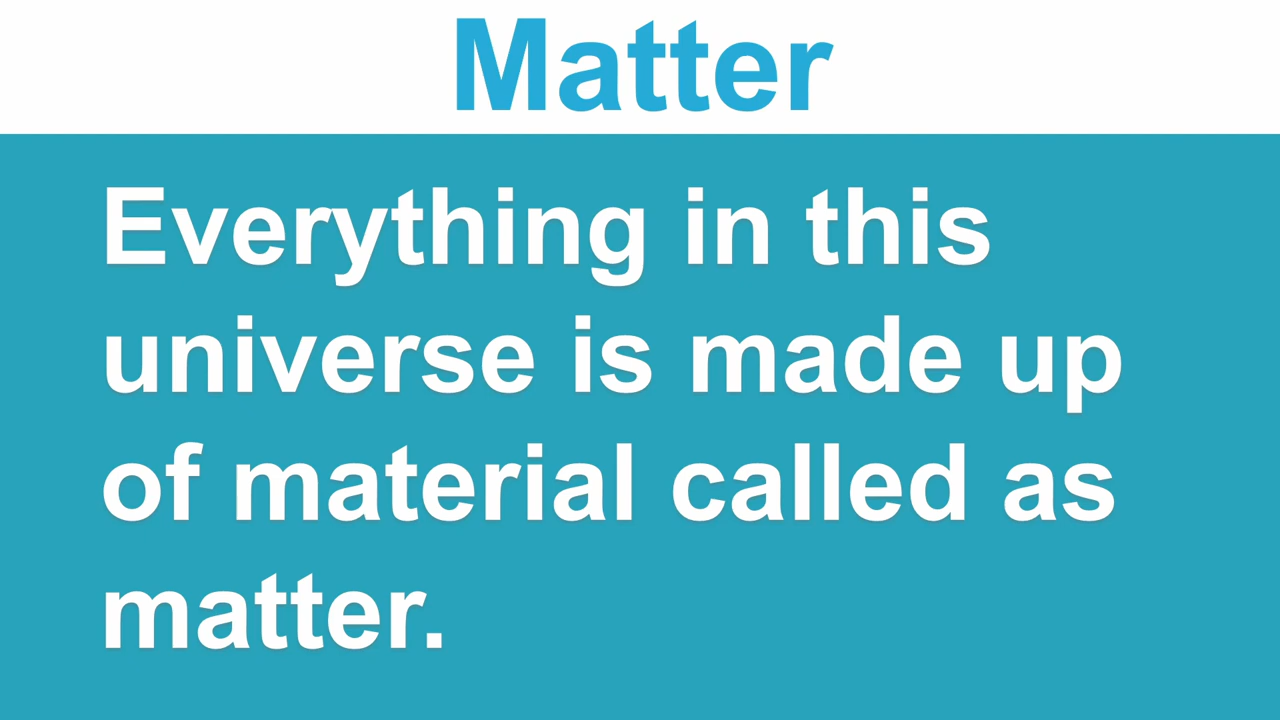 Matter
Everything in this
universe is made up
of material called as
matter.